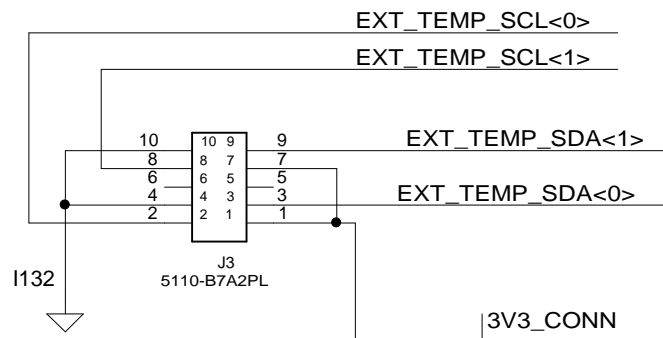 EXT_TEMP_SCL<0>
EXT_TEMP_SCL<1>
10 10 9 9 EXT_TEMP_SDA<1>
8 8 7 7
6 6 5 5
4 4 3 3 EXT_TEMP_SDA<0>
2 2 1 1
J3
5110-B7A2PL
I132
3V3_CONN